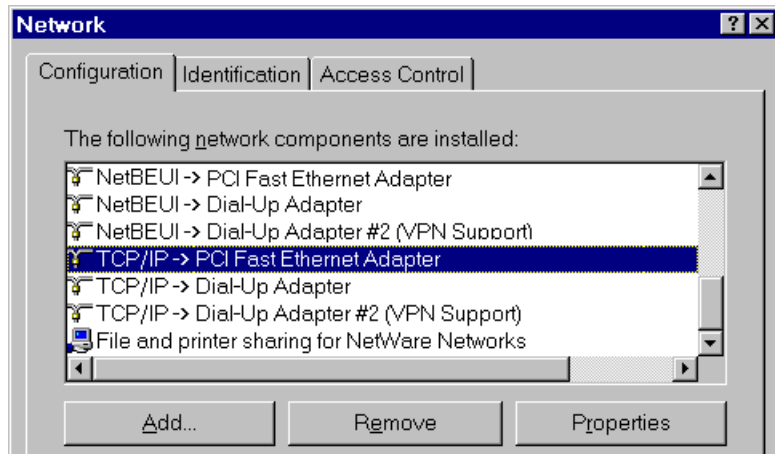 Network
Configuration Identification Access Control
The following network components are installed:
NetBEUI -> PCI Fast Ethernet Adapter
NetBEUI -> Dial-Up Adapter
NetBEUI -> Dial-Up Adapter #2 (VPN Support)
TCP/IP -> PCI Fast Ethernet Adapter
TCP/IP -> Dial-Up Adapter
TCP/IP -> Dial-Up Adapter #2 (VPN Support)
File and printer sharing for NetWare Networks
Add... Remove Properties